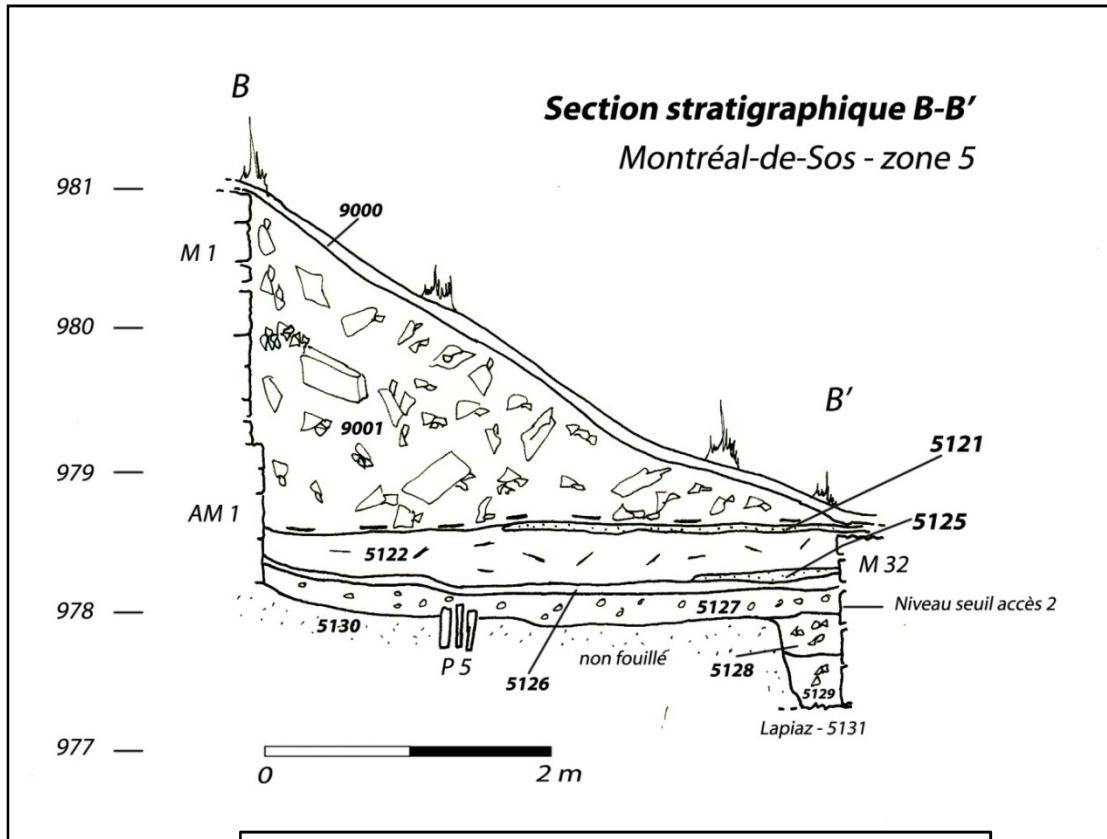 B
Section stratigraphique B-B’
Montréal-de-Sos - zone 5
981
9000
M 1
980
B’
9001
979
5121
AM 1
5125
5122
M 32
978
5127
Niveau seuil accès 2
5130
P 5
non fouillé
5128
5126
5129
Lapiaz - 5131
977
0
2 m